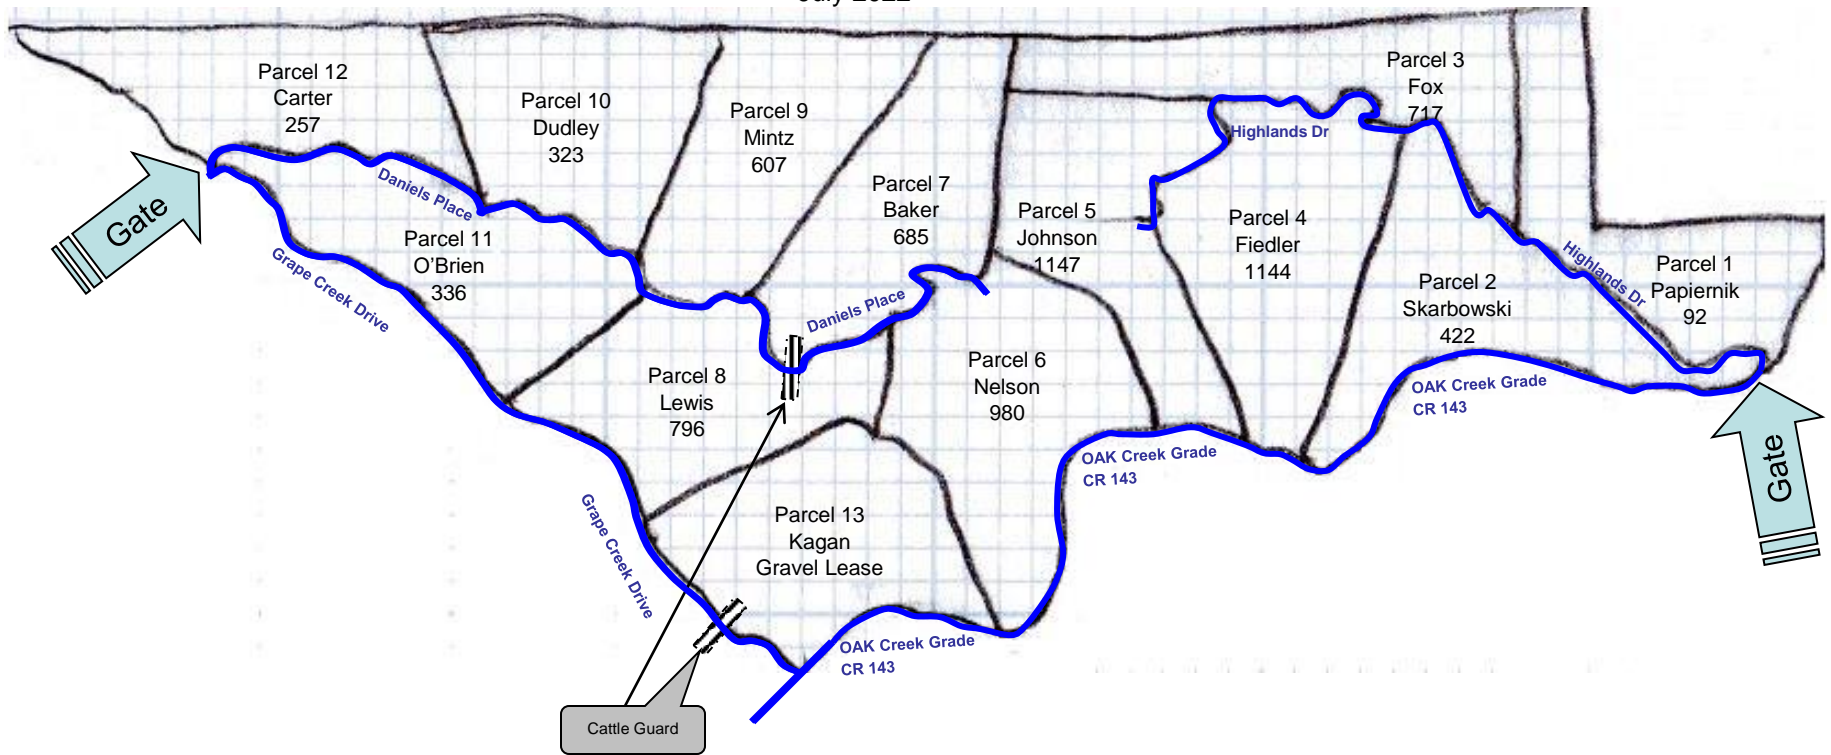 July 2022
Parcel 12
Carter
257
Parcel 10
Dudley
323
Parcel 9
Mintz
607
Parcel 7
Baker
685
Parcel 5
Johnson
1147
Parcel 3
Fox
717
Highlands Dr
Parcel 4
Fiedler
1144
Parcel 2
Skarbowski
422
Highlands Dr
Parcel 1
Papiernik
92
Gate
Daniels Place
Parcel 11
O'Brien
336
Grape Creek Drive
Daniels Place
Parcel 8
Lewis
796
Parcel 6
Nelson
980
OAK Creek Grade
CR 143
OAK Creek Grade
CR 143
Gate
Grape Creek Drive
Parcel 13
Kagan
Gravel Lease
OAK Creek Grade
CR 143
Cattle Guard